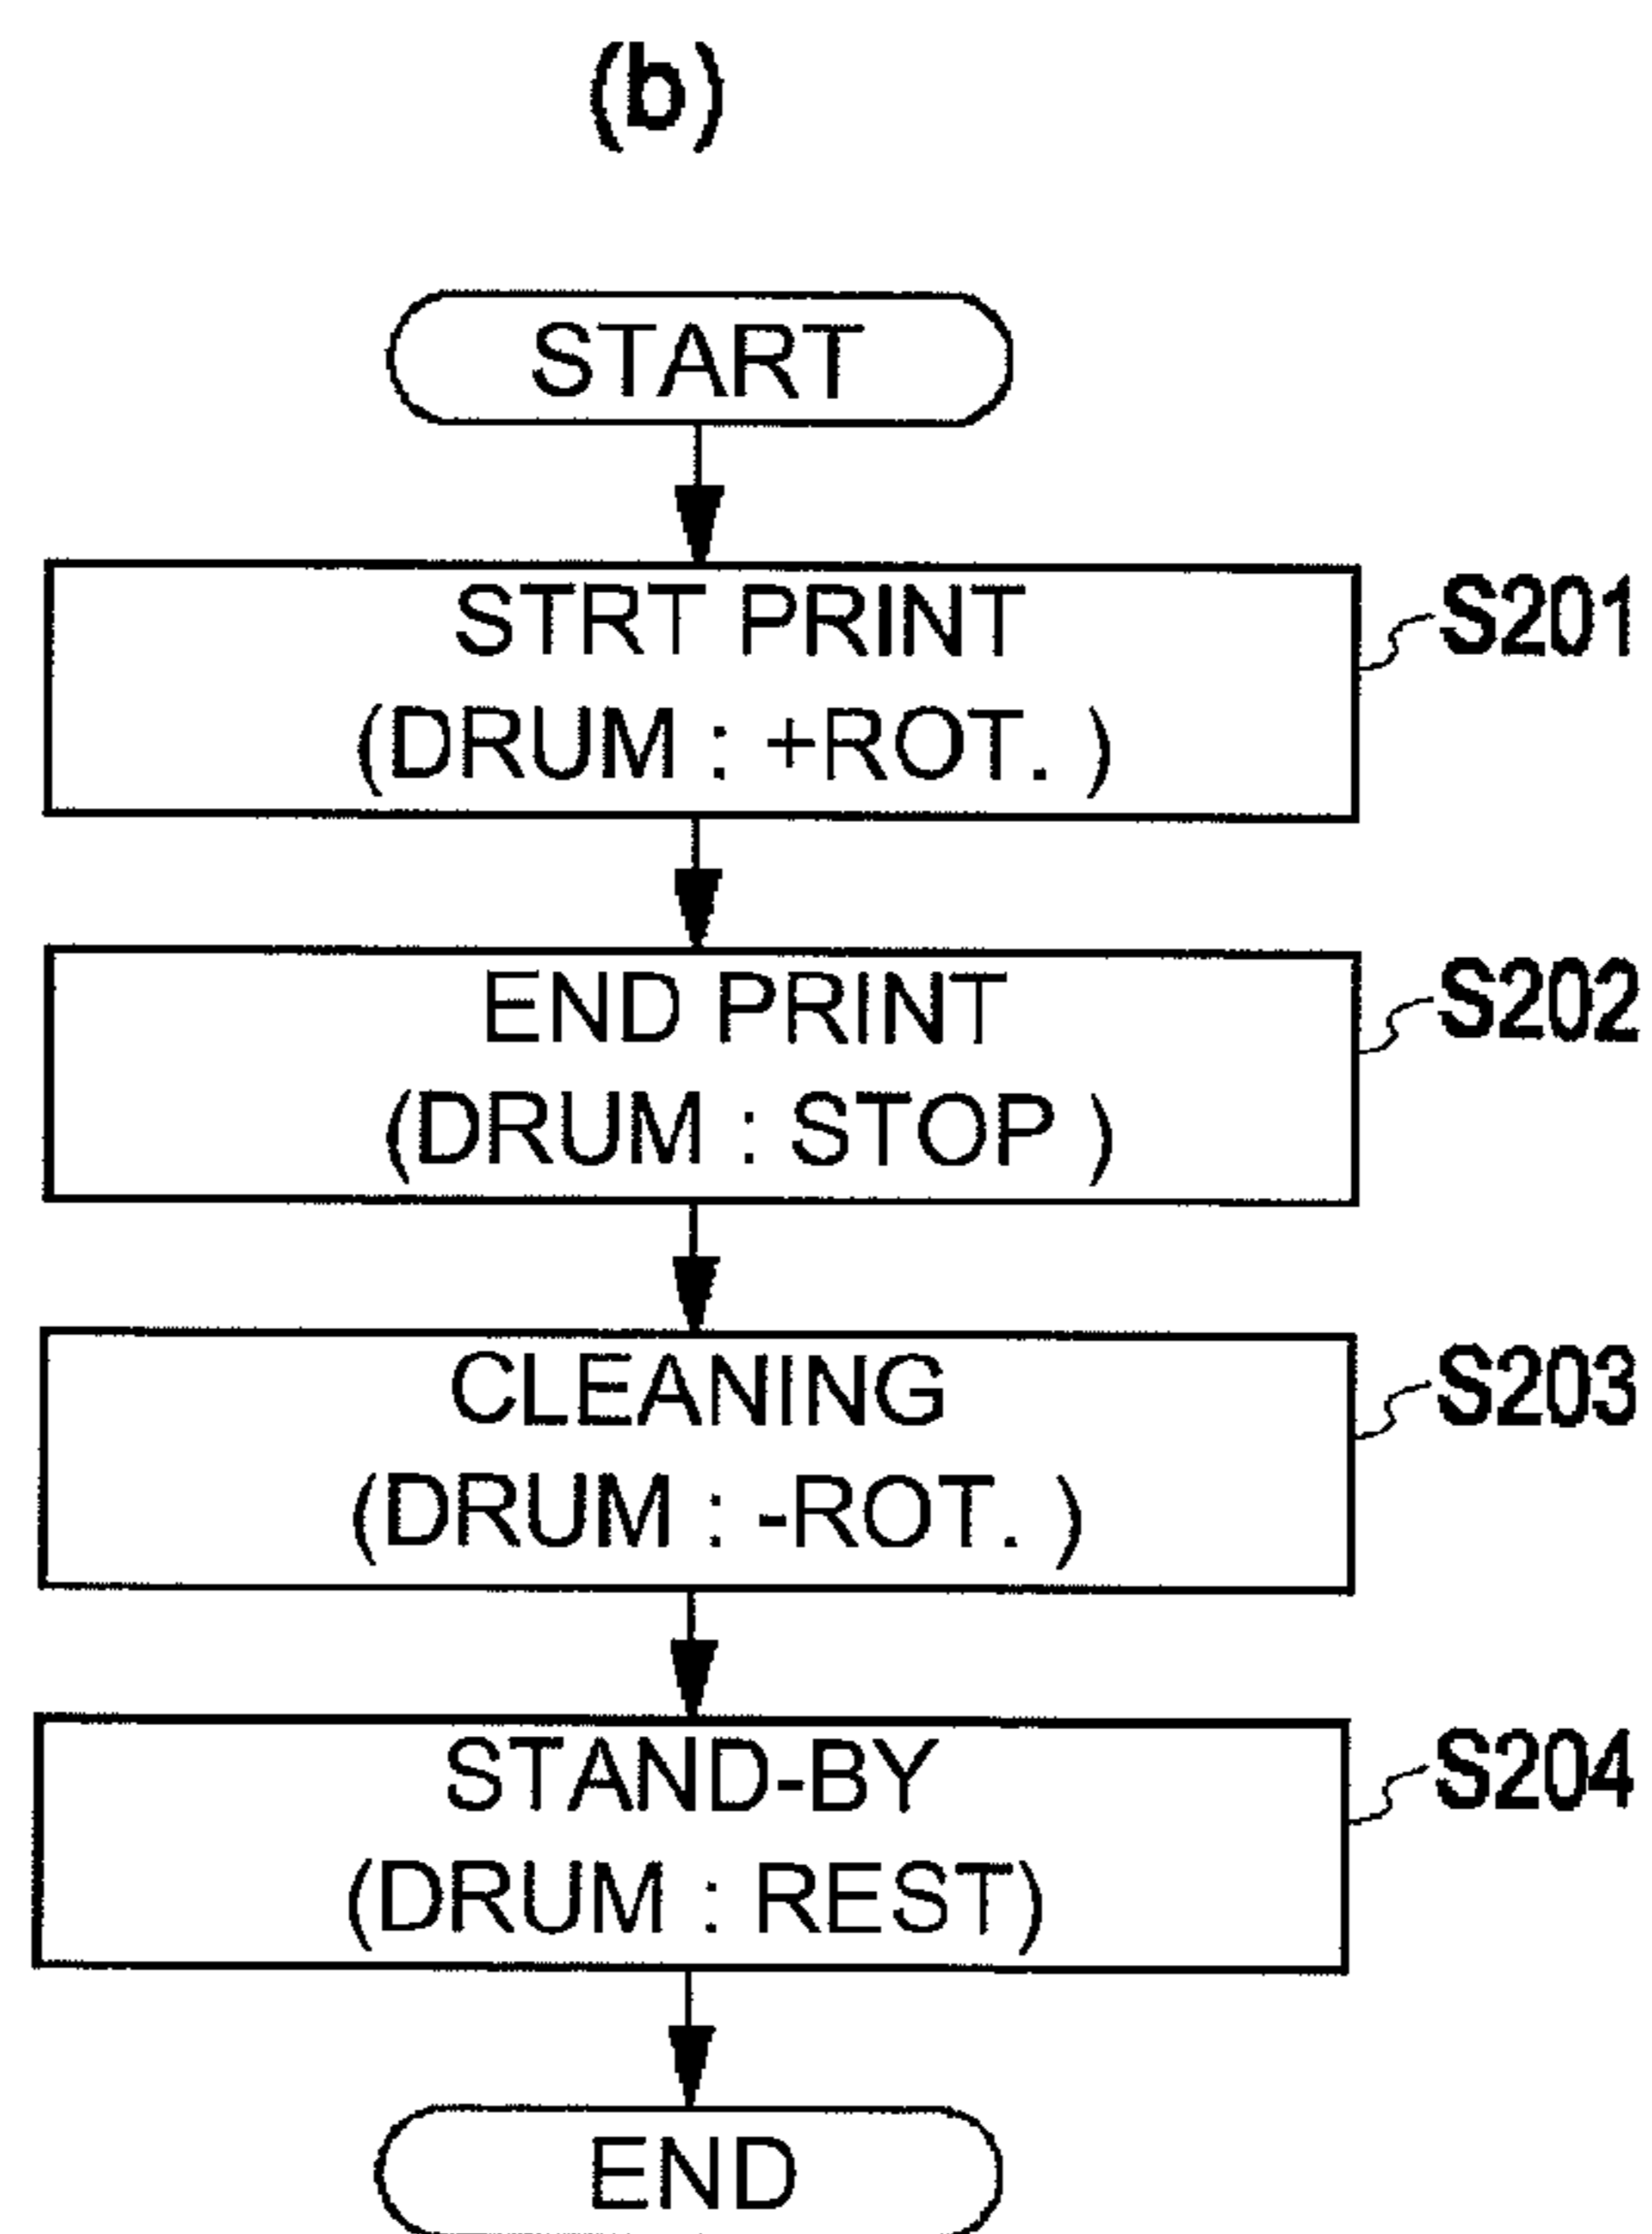 (b)
START
STRT PRINT
(DRUM : +ROT. )
S201
END PRINT
(DRUM : STOP )
S202
CLEANING
(DRUM : -ROT. )
S203
STAND-BY
(DRUM : REST)
S204
END